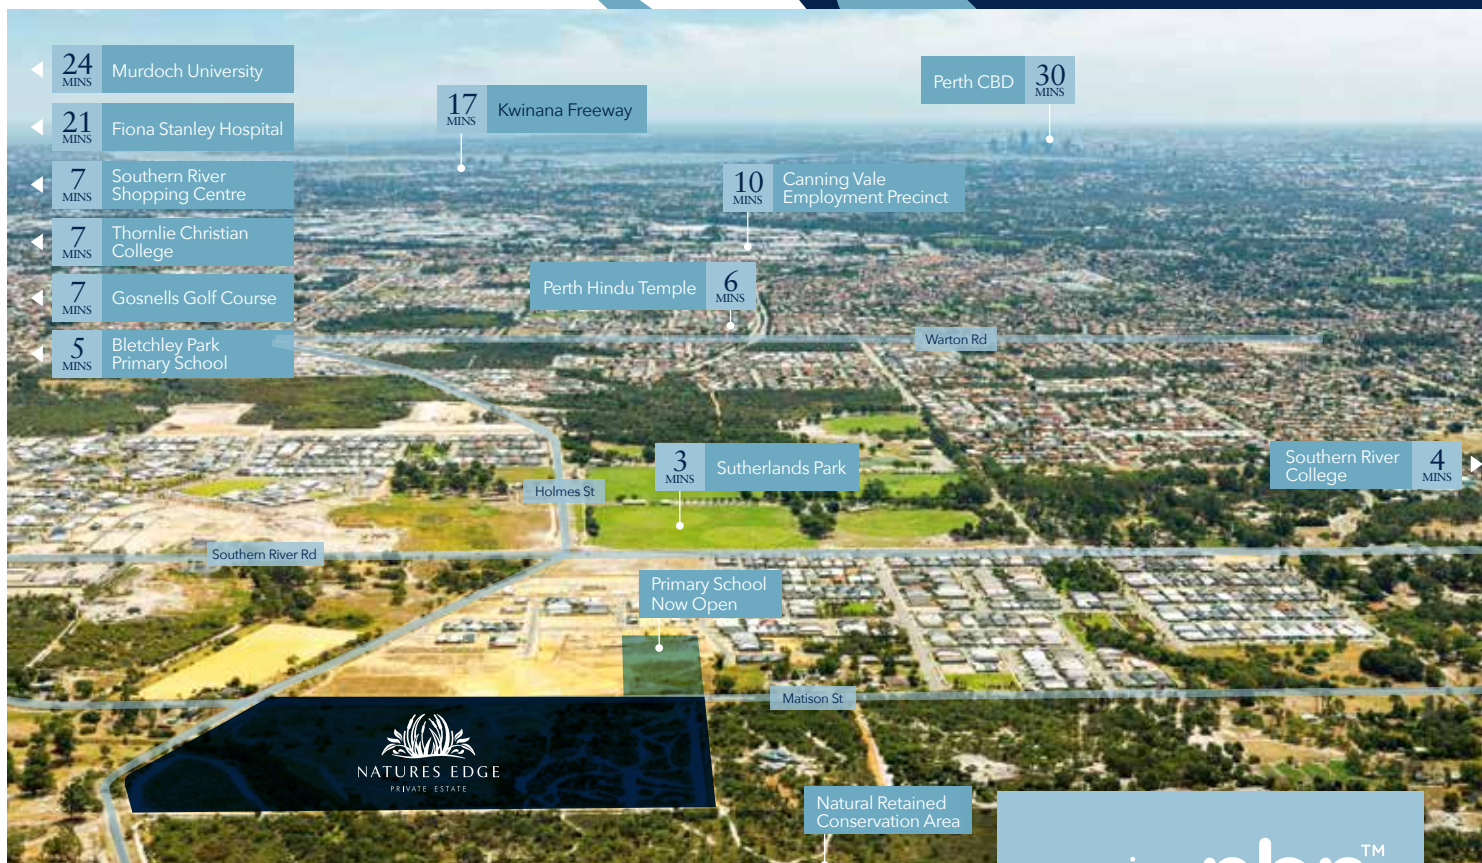 24
MINS
Murdoch University
21
MINS
Fiona Stanley Hospital
7
MINS
Southern River
Shopping Centre
7
MINS
Thornlie Christian
College
7
MINS
Gosnells Golf Course
5
MINS
Bletchley Park
Primary School
17
MINS
Kwinana Freeway
Perth CBD
30
MINS
10
MINS
Canning Vale
Employment Precinct
Perth Hindu Temple
6
MINS
Warton Rd
3
MINS
Sutherlands Park
Southern River
College
4
MINS
Holmes St
Southern River Rd
Primary School
Now Open
Matison St
NATURES EDGE
PRIVATE ESTATE
Natural Retained
Conservation Area
nbn™